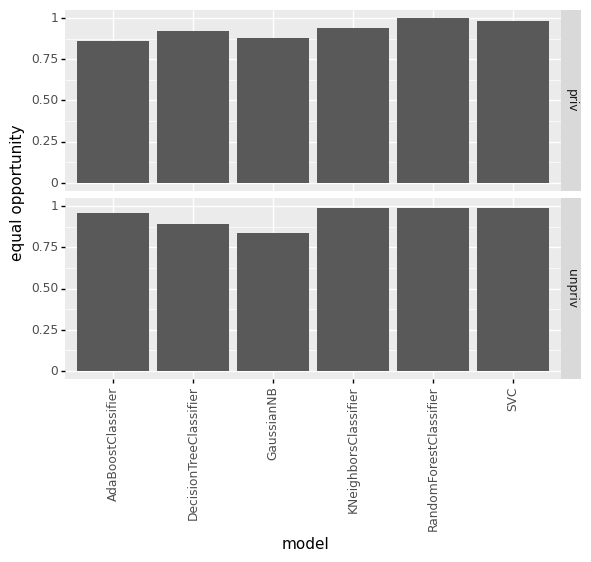 1
0.75
0.50
0.25
0
priv
1
0.75
0.50
0.25
0
unpriv
equal opportunity
AdaBoostClassifier
DecisionTreeClassifier
GaussianNB
KNeighborsClassifier
RandomForestClassifier
SVC
model